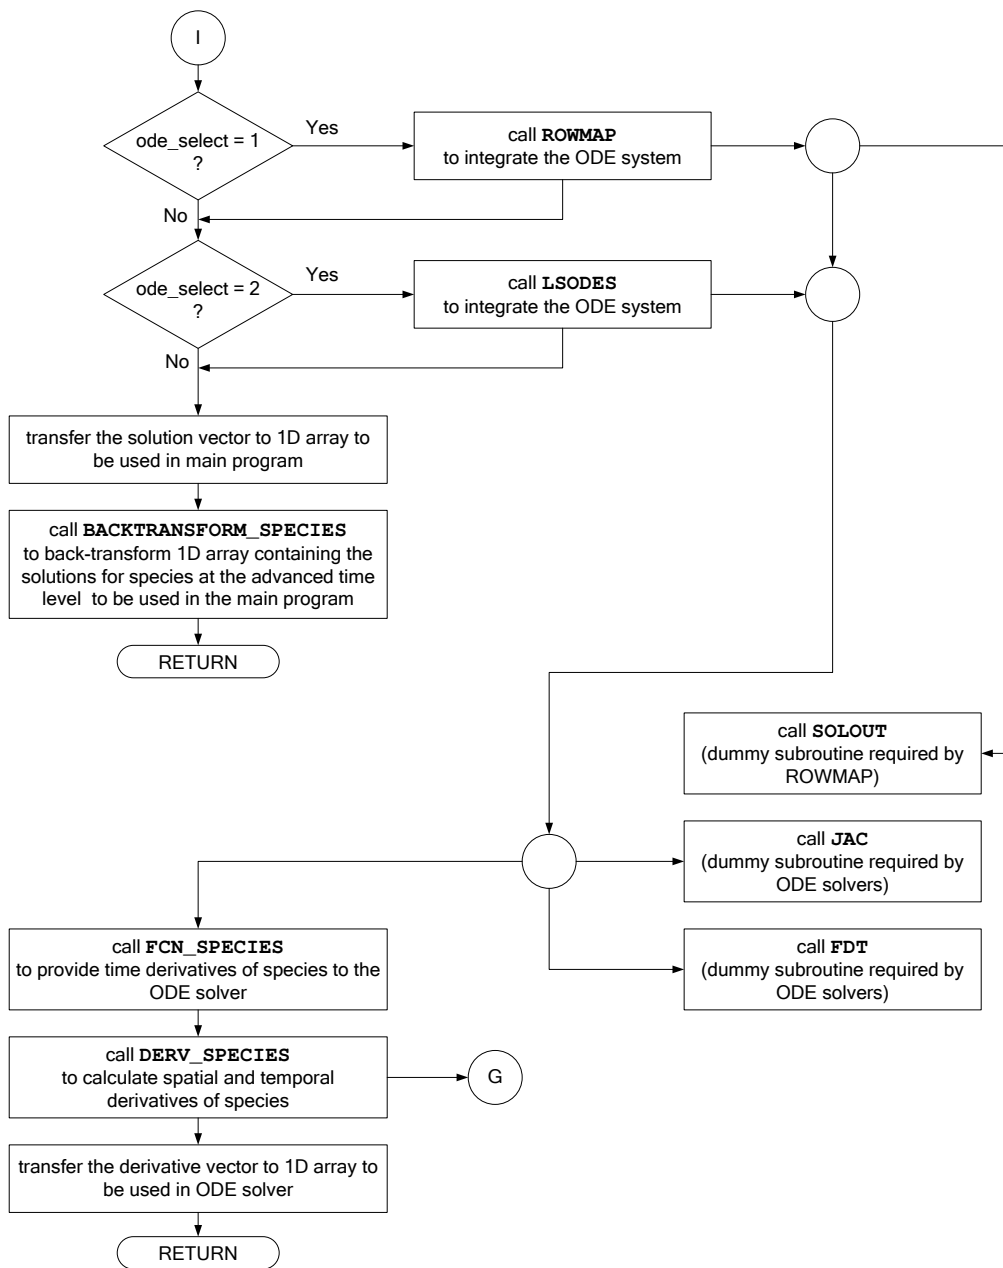 I
ode_select = 1
?
Yes
No
call ROWMAP
to integrate the ODE system
ode_select = 2
?
Yes
No
call LSODES
to integrate the ODE system
transfer the solution vector to 1D array to
be used in main program
call BACKTRANSFORM_SPECIES
to back-transform 1D array containing the
solutions for species at the advanced time
level to be used in the main program
RETURN
call SOLOUT
(dummy subroutine required by
ROWMAP)
call JAC
(dummy subroutine required by
ODE solvers)
call FDT
(dummy subroutine required by
ODE solvers)
call FCN_SPECIES
to provide time derivatives of species to the
ODE solver
call DERV_SPECIES
to calculate spatial and temporal
derivatives of species
G
transfer the derivative vector to 1D array to
be used in ODE solver
RETURN